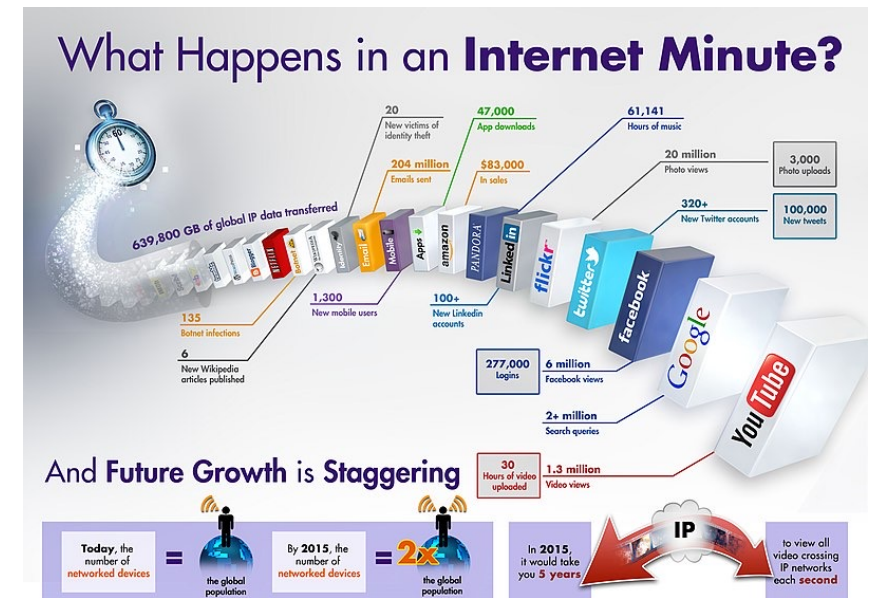 What Happens in an Internet Minute?
20
New victims of
identity theft
47,000
App downloads
61,141
Hours of music
204 million
Emails sent
$83,000
In sales
20 million
Photo views
3,000
Photo uploads
320+
New Twitter accounts
100,000
New tweets
639,800 GB of global IP data transferred
NETFLIX
Botnet
Identity
Email
Mobile
Apps
amazon
PANDORA
Linked in
flickr
twitter
facebook
Google
YouTube
135
Botnet infections
6
New Wikipedia
articles published
1,300
New mobile users
100+
New Linkedin
accounts
277,000
Logins
6 million
Facebook views
2+ million
Search queries
30
Hours of video
uploaded
1.3 million
Video views
And Future Growth is Staggering
Today, the
number of
networked devices
=
the global
population
By 2015, the
number of
networked devices
= 2x
the global
population
In 2015,
it would take
you 5 years
IP
to view all
video crossing
IP networks
each second